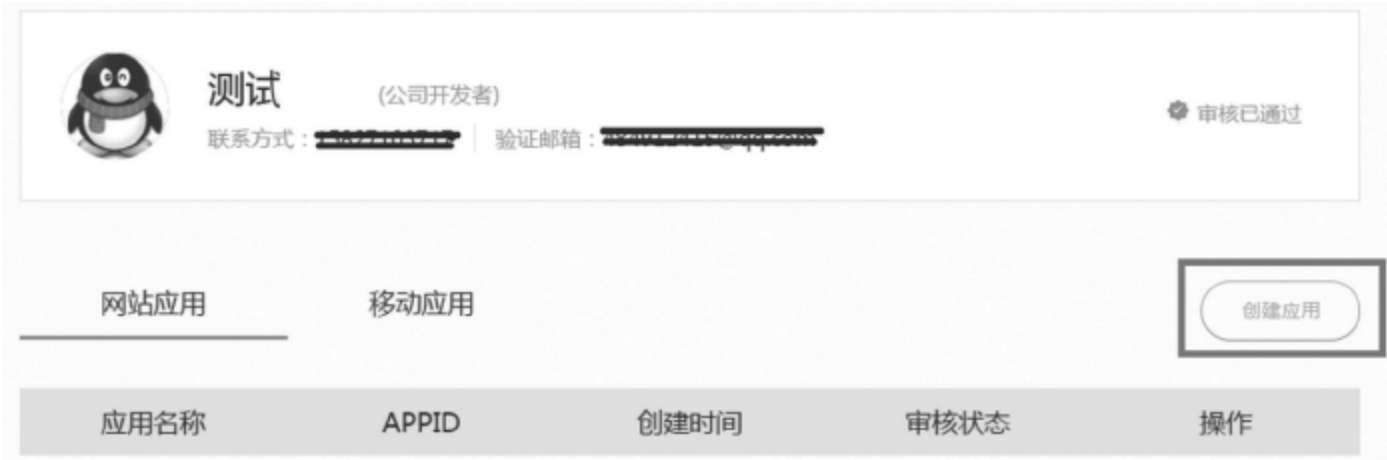 测试 (公司开发者)
联系方式： 验证邮箱：
审核已通过
网站应用 移动应用 创建应用
应用名称 APPID 创建时间 审核状态 操作